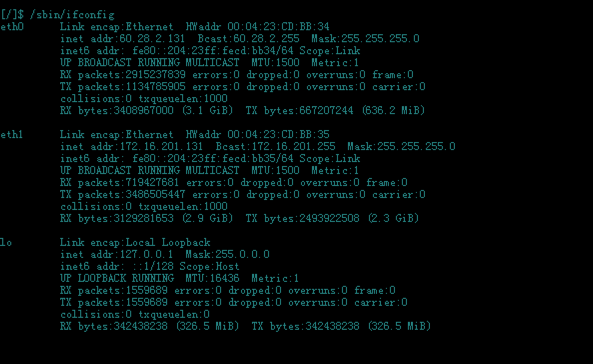 [/]$ /sbin/ifconfig
eth0 Link encap:Ethernet HWaddr 00:04:23:CD:BB:34
inet addr:60.28.2.131 Bcast:60.28.2.255 Mask:255.255.255.0
inet6 addr: fe80::204:23ff:fecd:bb34/64 Scope:Link
UP BROADCAST RUNNING MULTICAST MTU:1500 Metric:1
RX packets:2915237839 errors:0 dropped:0 overruns:0 frame:0
TX packets:1134785905 errors:0 dropped:0 overruns:0 carrier:0
collisions:0 txqueuelen:1000
RX bytes:3408967000 (3.1 GiB) TX bytes:667207244 (636.2 MiB)
eth1 Link encap:Ethernet HWaddr 00:04:23:CD:BB:35
inet addr:172.16.201.131 Bcast:172.16.201.255 Mask:255.255.255.0
inet6 addr: fe80::204:23ff:fecd:bb35/64 Scope:Link
UP BROADCAST RUNNING MULTICAST MTU:1500 Metric:1
RX packets:719427681 errors:0 dropped:0 overruns:0 frame:0
TX packets:3486505447 errors:0 dropped:0 overruns:0 carrier:0
collisions:0 txqueuelen:1000
RX bytes:3129281653 (2.9 GiB) TX bytes:2493922508 (2.3 GiB)
lo Link encap:Local Loopback
inet addr:127.0.0.1 Mask:255.0.0.0
inet6 addr: ::1/128 Scope:Host
UP LOOPBACK RUNNING MTU:16436 Metric:1
RX packets:1559689 errors:0 dropped:0 overruns:0 frame:0
TX packets:1559689 errors:0 dropped:0 overruns:0 carrier:0
collisions:0 txqueuelen:0
RX bytes:342438238 (326.5 MiB) TX bytes:342438238 (326.5 MiB)